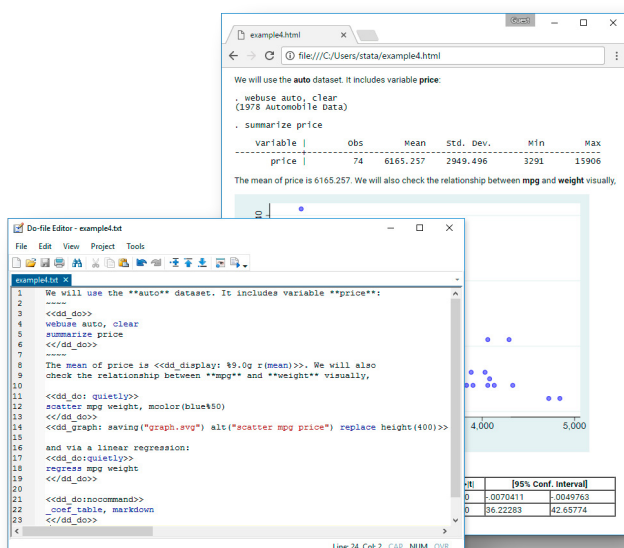 Guest
example4.html
file:///C:/Users/stata/example4.html
We will use the auto dataset. It includes variable price:
. webuse auto, clear
(1978 Automobile Data)
. summarize price
Variable | Obs Mean Std. Dev. Min Max
price | 74 6165.257 2949.496 3291 15906
The mean of price is 6165.257. We will also check the relationship between mpg and weight visually,
40
4,000 5,000
>|t| [95% Conf. Interval]
0 -.0070411 -.0049763
0 36.22283 42.65774
Do-file Editor - example4.txt
File Edit View Project Tools
example4.txt
1 We will use the **auto** dataset. It includes variable **price**:
2 ~~~~
3 <<dd_do>>
4 webuse auto, clear
5 summarize price
6 <</dd_do>>
7 ~~~~
8 The mean of price is <<dd_display: %9.0g r(mean)>>. We will also
9 check the relationship between **mpg** and **weight** visually,
10
11 <<dd_do: quietly>>
12 scatter mpg weight, mcolor(blue%50)
13 <</dd_do>>
14 <<dd_graph: saving("graph.svg") alt("scatter mpg price") replace height(400)>>
15
16 and via a linear regression:
17 <<dd_do:quietly>>
18 regress mpg weight
19 <</dd_do>>
20
21 <<dd_do:nocommand>>
22 _coef_table, markdown
23 <</dd_do>>
Line: 24, Col: 2 CAP NUM OVR